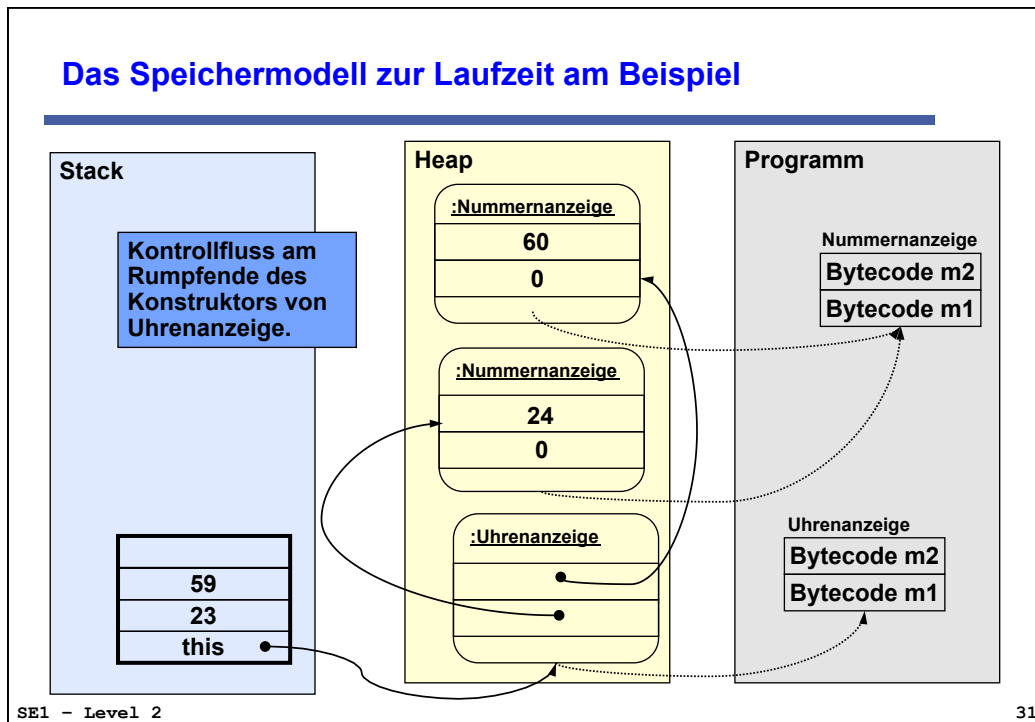 Das Speichermodell zur Laufzeit am Beispiel
Stack
Kontrollfluss am
Rumpfende des
Konstruktors von
Uhrenanzeige.
59
23
this
Heap
:Nummernanzeige
60
0
:Nummernanzeige
24
0
:Uhrenanzeige
Programm
Nummernanzeige
Bytecode m2
Bytecode m1
Uhrenanzeige
Bytecode m2
Bytecode m1
SE1 – Level 2
31